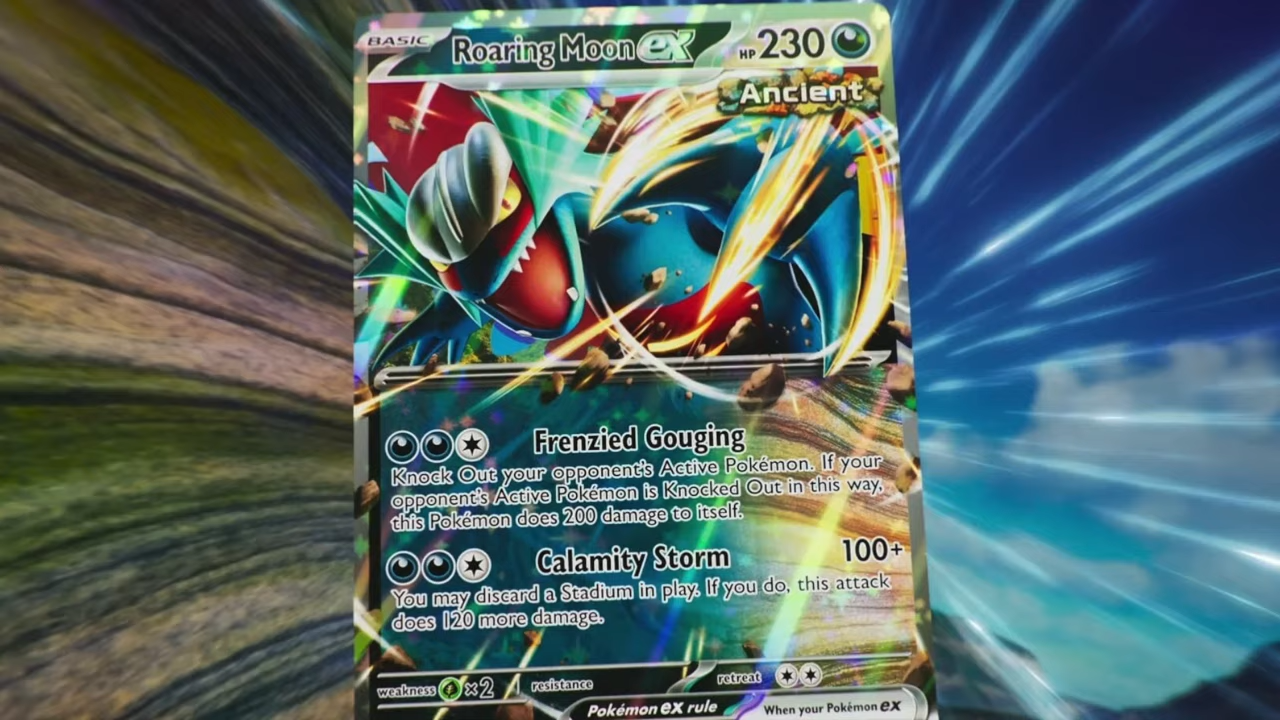 BASIC Roaring Moon ex HP 230
Ancient
Frenzied Gouging
Knock Out your opponent's Active Pokémon. If your
opponent's Active Pokémon is Knocked Out in this way,
this Pokémon does 200 damage to itself.
Calamity Storm 100+
You may discard a Stadium in play. If you do, this attack
does 120 more damage.
weakness ×2 resistance retreat
Pokémon ex rule When your Pokémon ex